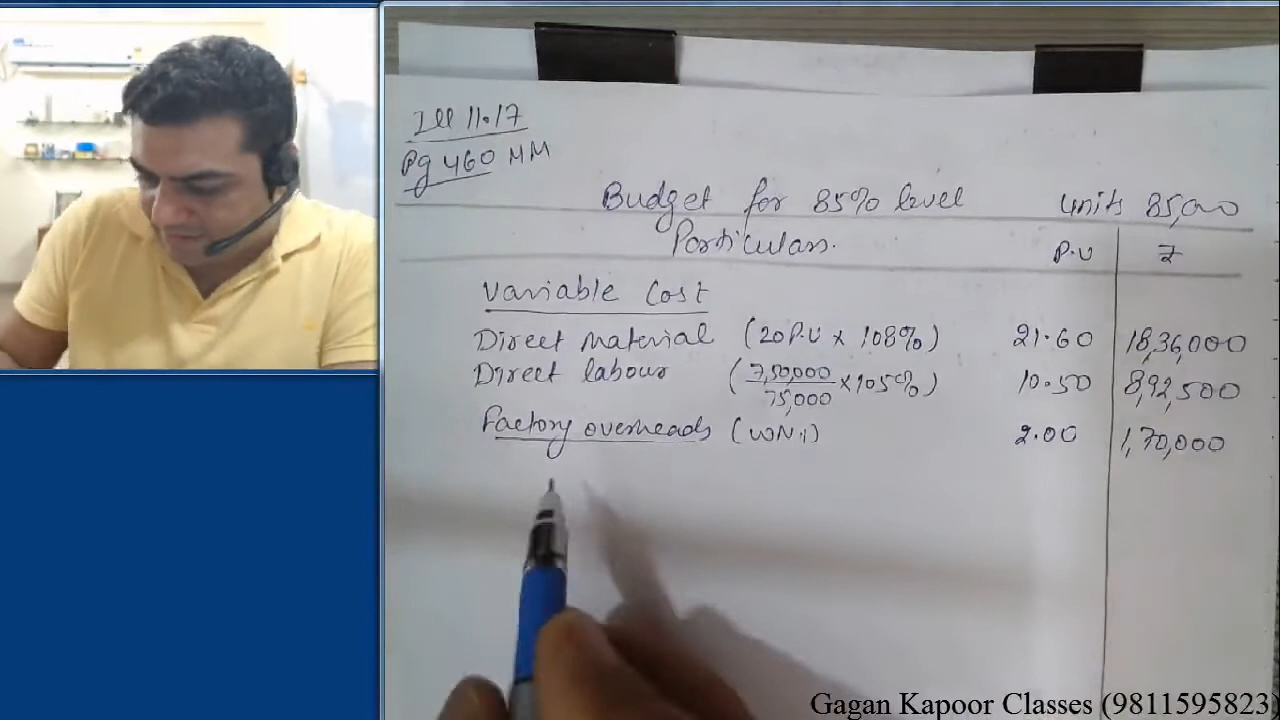 Ill 11.17
Pg 460 MM
Budget for 85% level units 85,000
Particulars. P.U ₹
Variable Cost
Direct material (20 P.U x 108%) 21.60 18,36,000
Direct labour (7,50,000/75,000 x 105%) 10.50 8,92,500
Factory overheads (WN.1) 2.00 1,70,000
Gagan Kapoor Classes (9811595823)